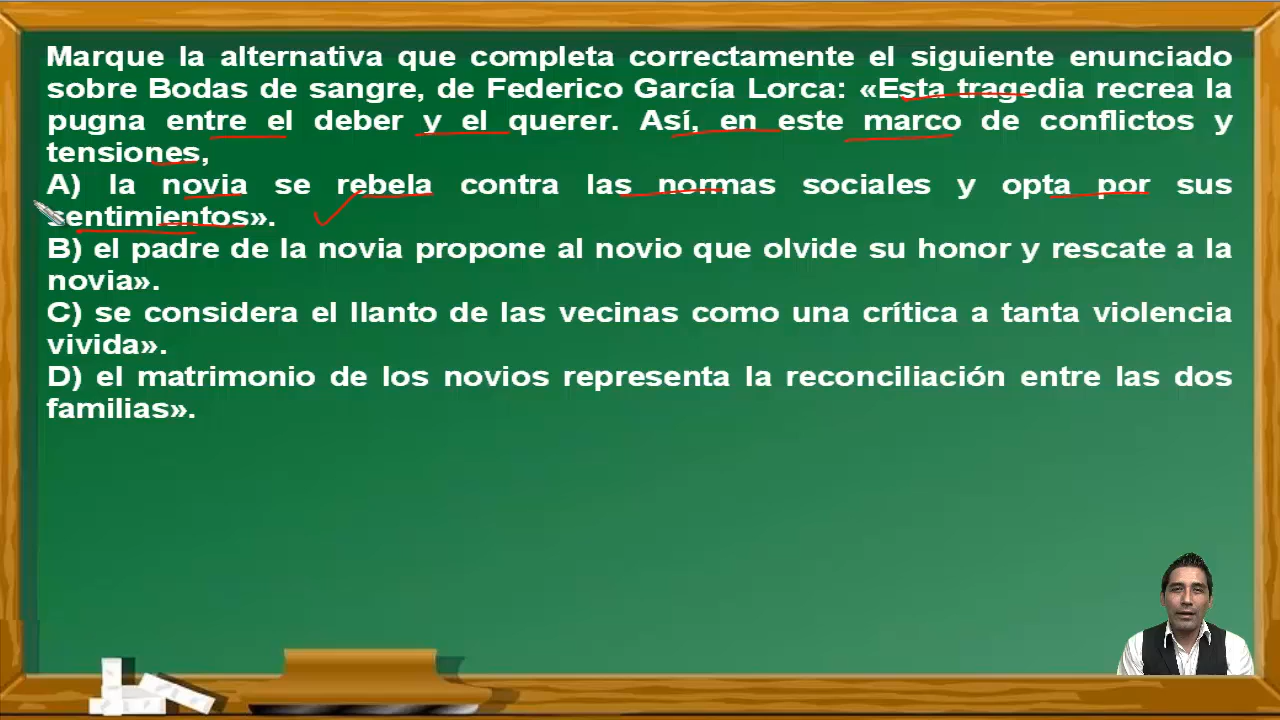 Marque la alternativa que completa correctamente el siguiente enunciado
sobre Bodas de sangre, de Federico García Lorca: «Esta tragedia recrea la
pugna entre el deber y el querer. Así, en este marco de conflictos y
tensiones,
A) la novia se rebela contra las normas sociales y opta por sus
sentimientos».
B) el padre de la novia propone al novio que olvide su honor y rescate a la
novia».
C) se considera el llanto de las vecinas como una crítica a tanta violencia
vivida».
D) el matrimonio de los novios representa la reconciliación entre las dos
familias».